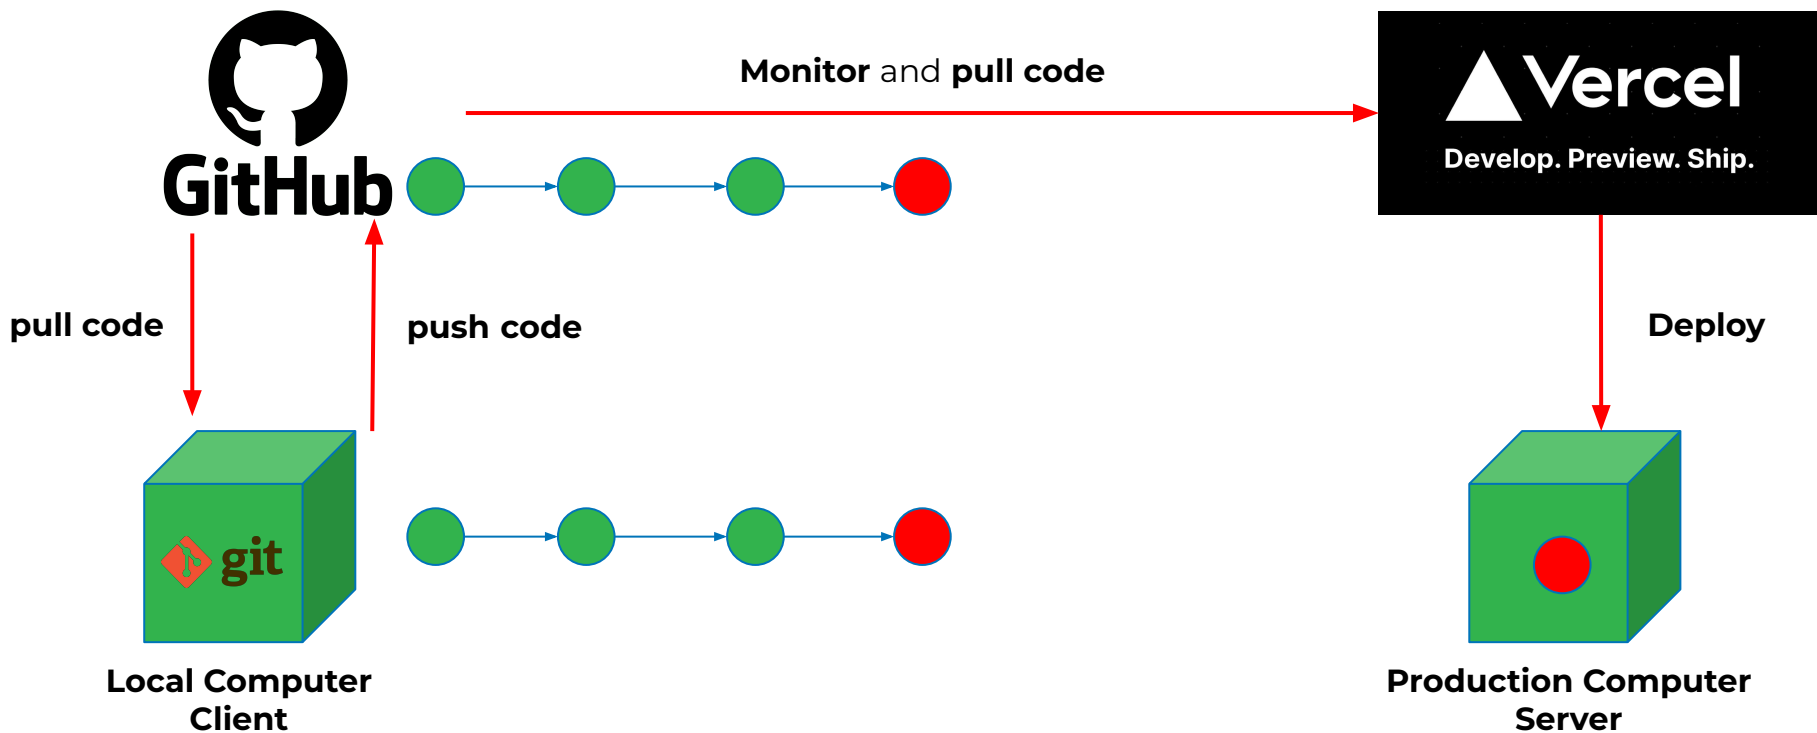 Monitor and pull code
Vercel
Develop. Preview. Ship.
GitHub
pull code
push code
Deploy
git
Local Computer
Client
Production Computer
Server